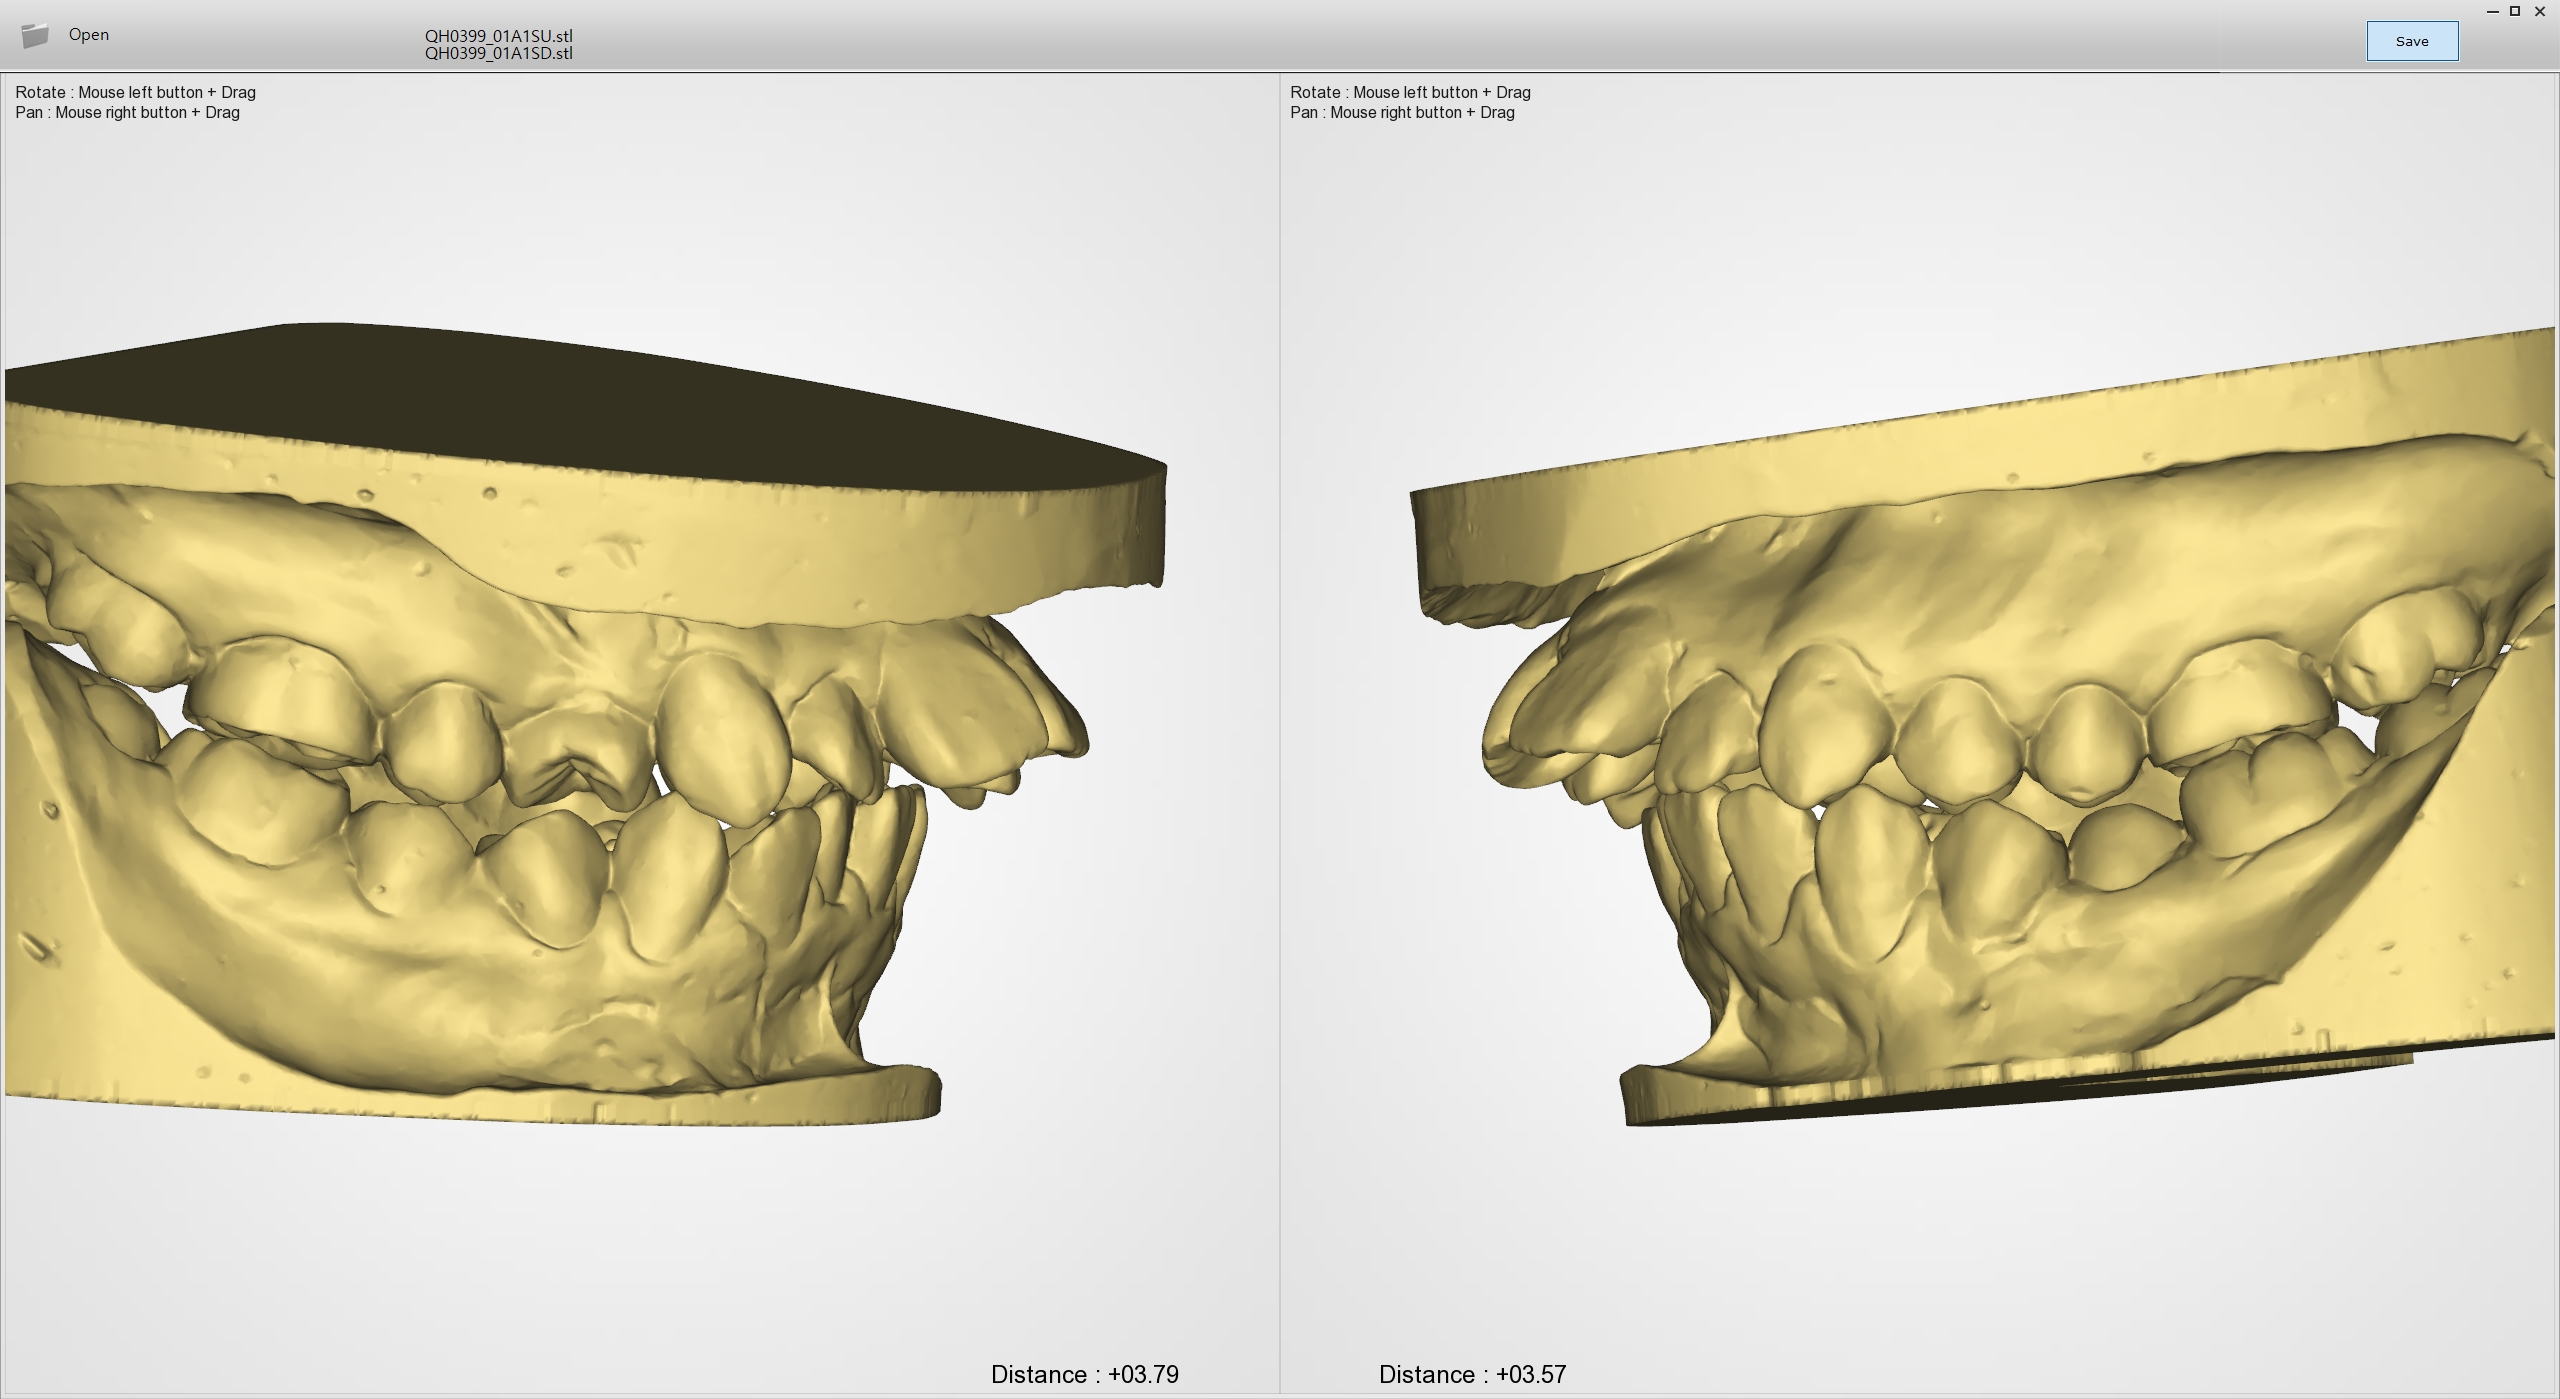 Open
QH0399_01A1SU.stl
QH0399_01A1SD.stl
Save
Rotate : Mouse left button + Drag
Pan : Mouse right button + Drag
Rotate : Mouse left button + Drag
Pan : Mouse right button + Drag
Distance : +03.79
Distance : +03.57